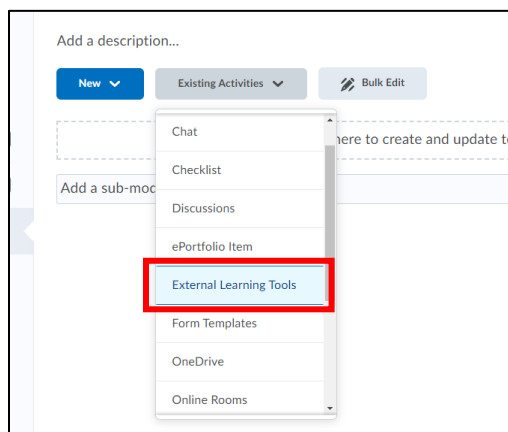 Add a description...
New Existing Activities Bulk Edit
Chat
here to create and update
Checklist
Add a sub-mod
Discussions
ePortfolio Item
External Learning Tools
Form Templates
OneDrive
Online Rooms